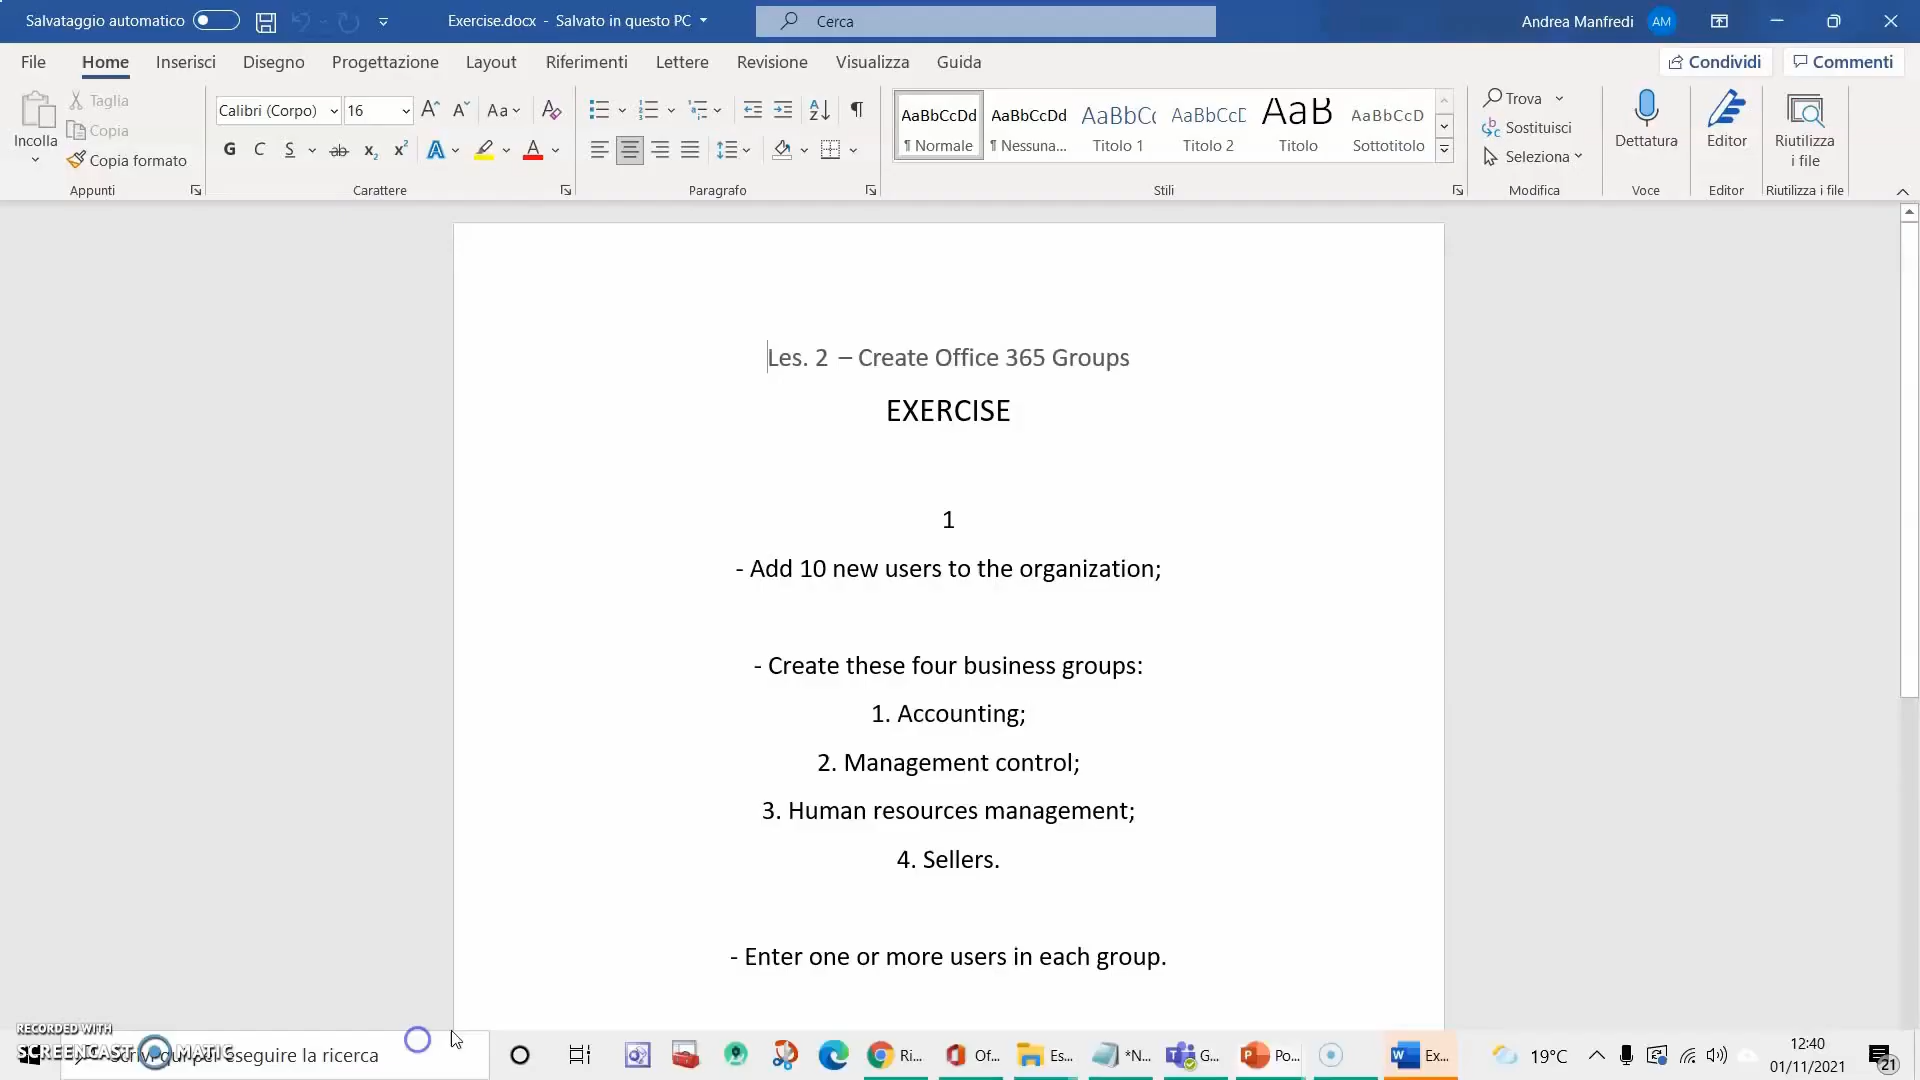 Salvataggio automatico
Exercise.docx - Salvato in questo PC
Cerca
Andrea Manfredi
AM
File Home Inserisci Disegno Progettazione Layout Riferimenti Lettere Revisione Visualizza Guida
Condividi
Commenti
Incolla
Taglia
Copia
Copia formato
Appunti
Calibri (Corpo) 16
G C S ab x₂ x²
Carattere
Paragrafo
AaBbCcDd
¶ Normale
AaBbCcDd
¶ Nessuna...
AaBbCc
Titolo 1
AaBbCcD
Titolo 2
AaB
Titolo
AaBbCcD
Sottotitolo
Stili
Trova
Sostituisci
Seleziona
Modifica
Dettatura
Voce
Editor
Editor
Riutilizza
i file
Riutilizza i file
Les. 2 – Create Office 365 Groups
EXERCISE
1
- Add 10 new users to the organization;
- Create these four business groups:
1. Accounting;
2. Management control;
3. Human resources management;
4. Sellers.
- Enter one or more users in each group.
RECORDED WITH
SCREENCAST MATIC
eseguire la ricerca
Ri...
Of...
Es...
*N...
G...
Po...
Ex...
19°C
12:40
01/11/2021
21